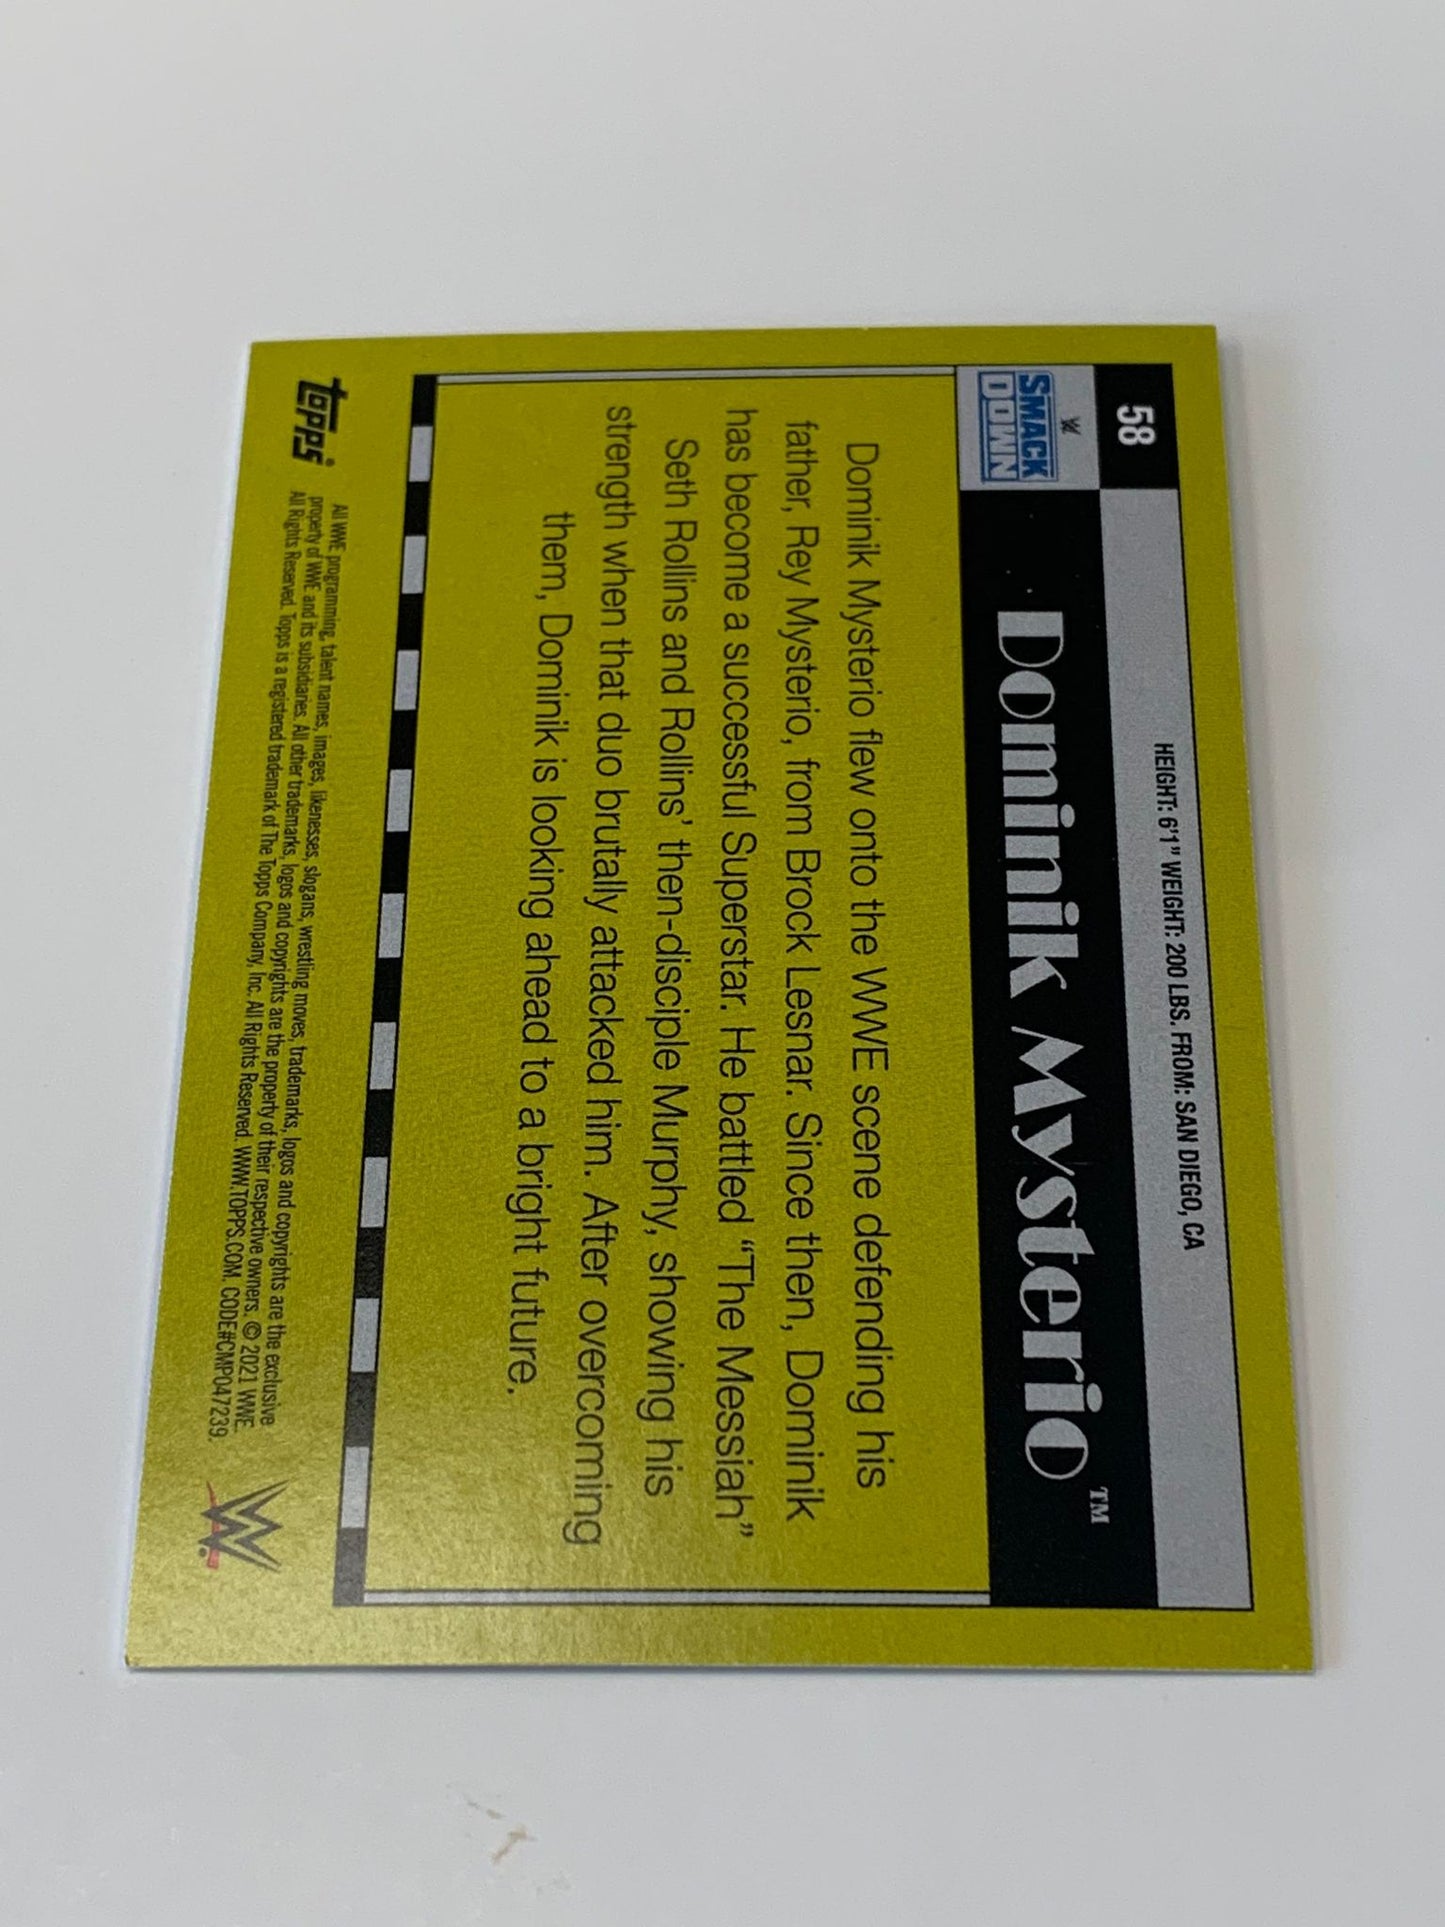 58
HEIGHT: 6'1" WEIGHT: 200 LBS. FROM: SAN DIEGO, CA
W
SMACK
DOWN
Dominik Mysterio™
Dominik Mysterio flew onto the WWE scene defending his
father, Rey Mysterio, from Brock Lesnar. Since then, Dominik
has become a successful Superstar. He battled “The Messiah”
Seth Rollins and Rollins’ then-disciple Murphy, showing his
strength when that duo brutally attacked him. After overcoming
them, Dominik is looking ahead to a bright future.
topps
All WWE programming, talent names, images, likenesses, slogans, wrestling moves, trademarks, logos and copyrights are the exclusive
property of WWE and its subsidiaries. All other trademarks, logos and copyrights are the property of their respective owners. © 2021 WWE.
All Rights Reserved. Topps is a registered trademark of The Topps Company, Inc. All Rights Reserved. WWW.TOPPS.COM. CODE#CMP047239.
W